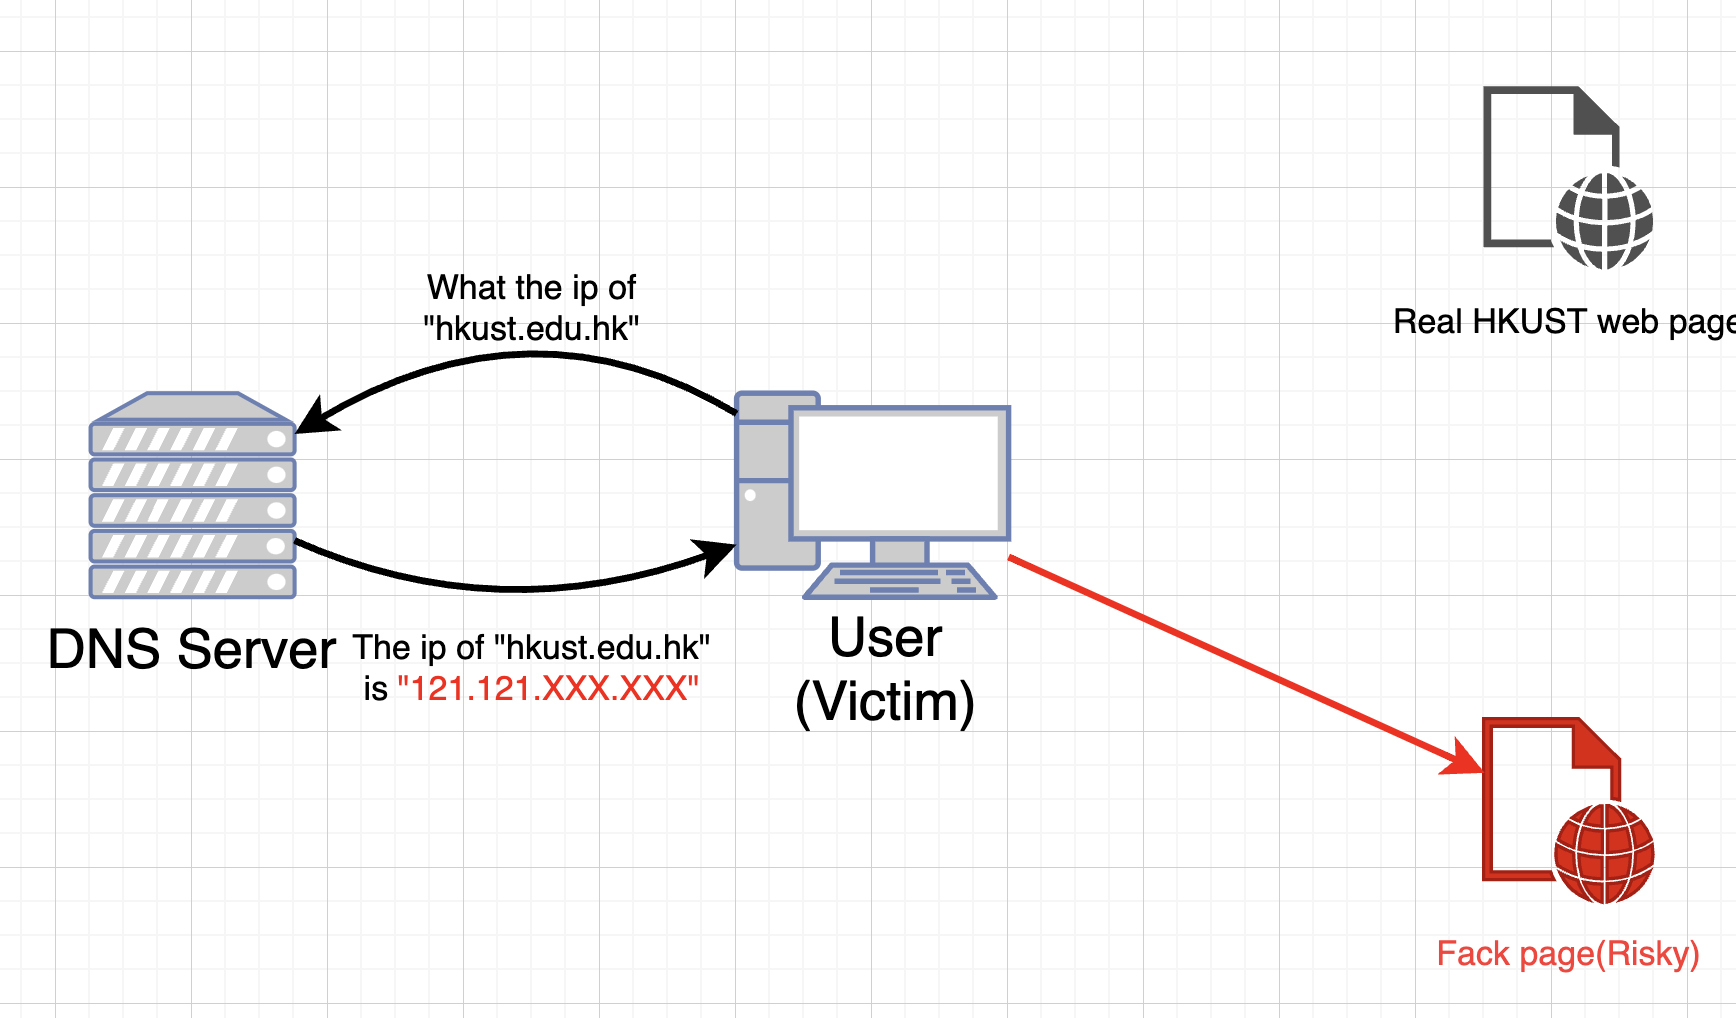 What the ip of
"hkust.edu.hk"
Real HKUST web page
DNS Server
The ip of "hkust.edu.hk"
is "121.121.XXX.XXX"
User
(Victim)
Fack page(Risky)